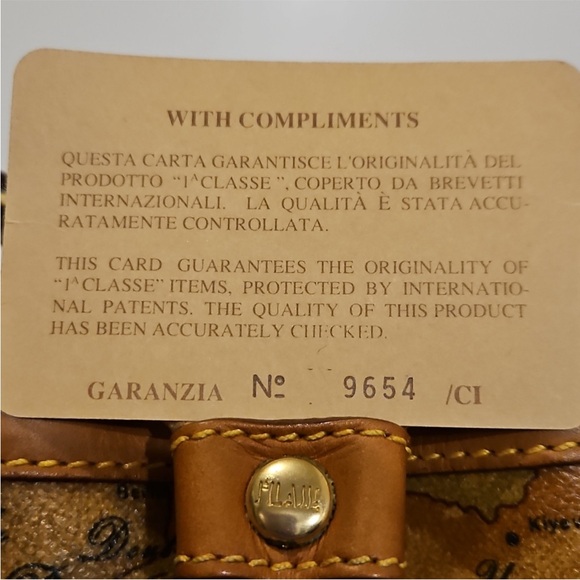 WITH COMPLIMENTS
QUESTA CARTA GARANTISCE L'ORIGINALITÀ DEL
PRODOTTO "1ᴬ CLASSE", COPERTO DA BREVETTI
INTERNAZIONALI. LA QUALITÀ È STATA ACCU-
RATAMENTE CONTROLLATA.
THIS CARD GUARANTEES THE ORIGINALITY OF
"1ᴬ CLASSE" ITEMS, PROTECTED BY INTERNATIO-
NAL PATENTS. THE QUALITY OF THIS PRODUCT
HAS BEEN ACCURATELY CHECKED.
GARANZIA Nº 9654 /CI